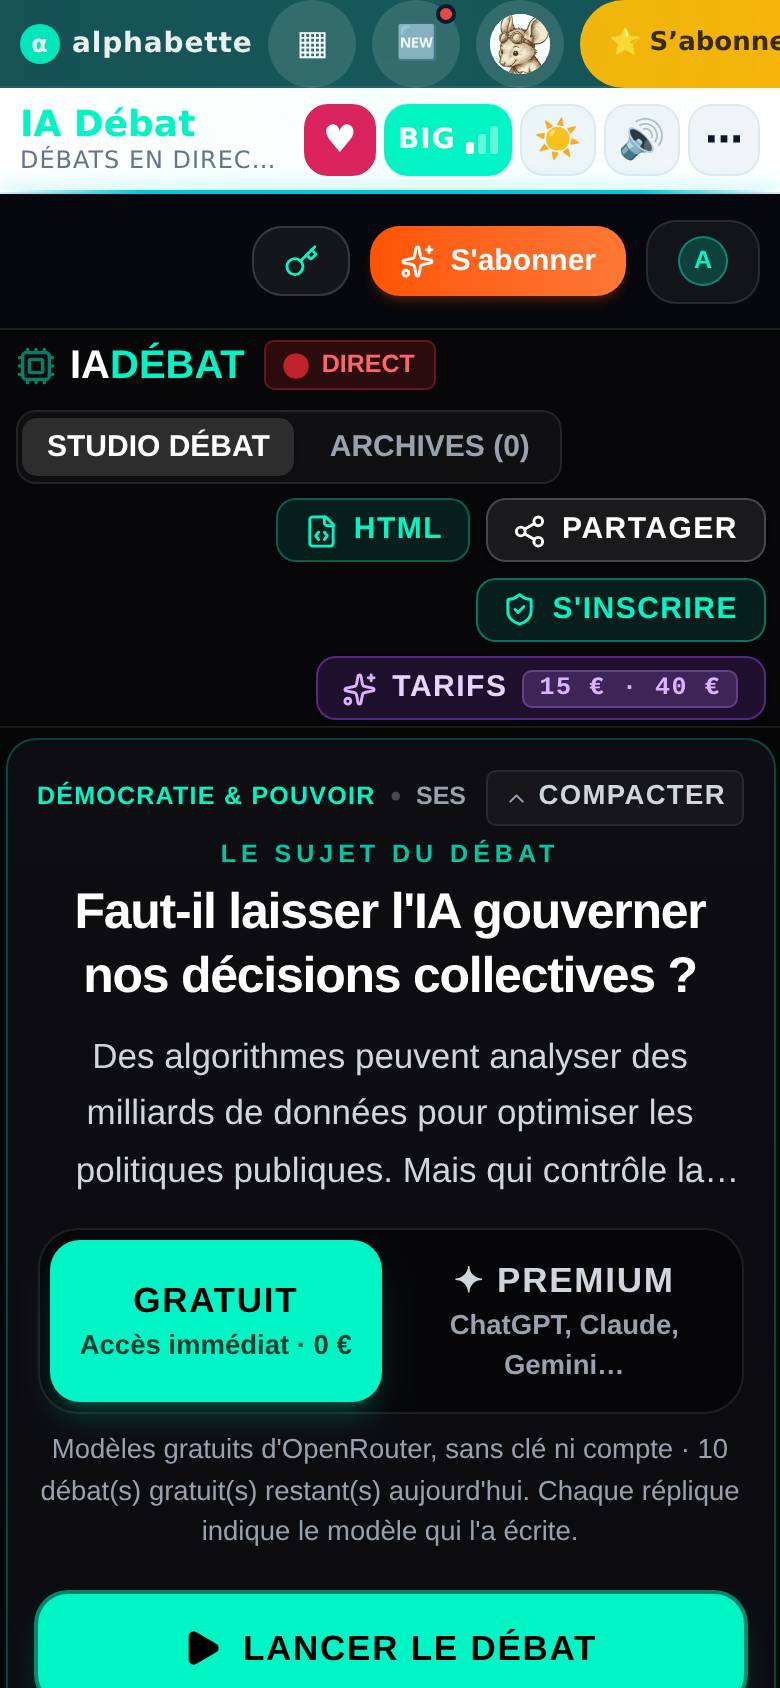 α alphabette NEW ⭐ S'abonne
IA Débat
DÉBATS EN DIREC...
BIG
S'abonner A
IADÉBAT DIRECT
STUDIO DÉBAT ARCHIVES (0)
HTML PARTAGER
S'INSCRIRE
TARIFS 15 € · 40 €
DÉMOCRATIE & POUVOIR • SES COMPACTER
LE SUJET DU DÉBAT
Faut-il laisser l'IA gouverner
nos décisions collectives ?
Des algorithmes peuvent analyser des
milliards de données pour optimiser les
politiques publiques. Mais qui contrôle la…
GRATUIT
Accès immédiat · 0 €
✦ PREMIUM
ChatGPT, Claude,
Gemini…
Modèles gratuits d'OpenRouter, sans clé ni compte · 10
débat(s) gratuit(s) restant(s) aujourd'hui. Chaque réplique
indique le modèle qui l'a écrite.
LANCER LE DÉBAT